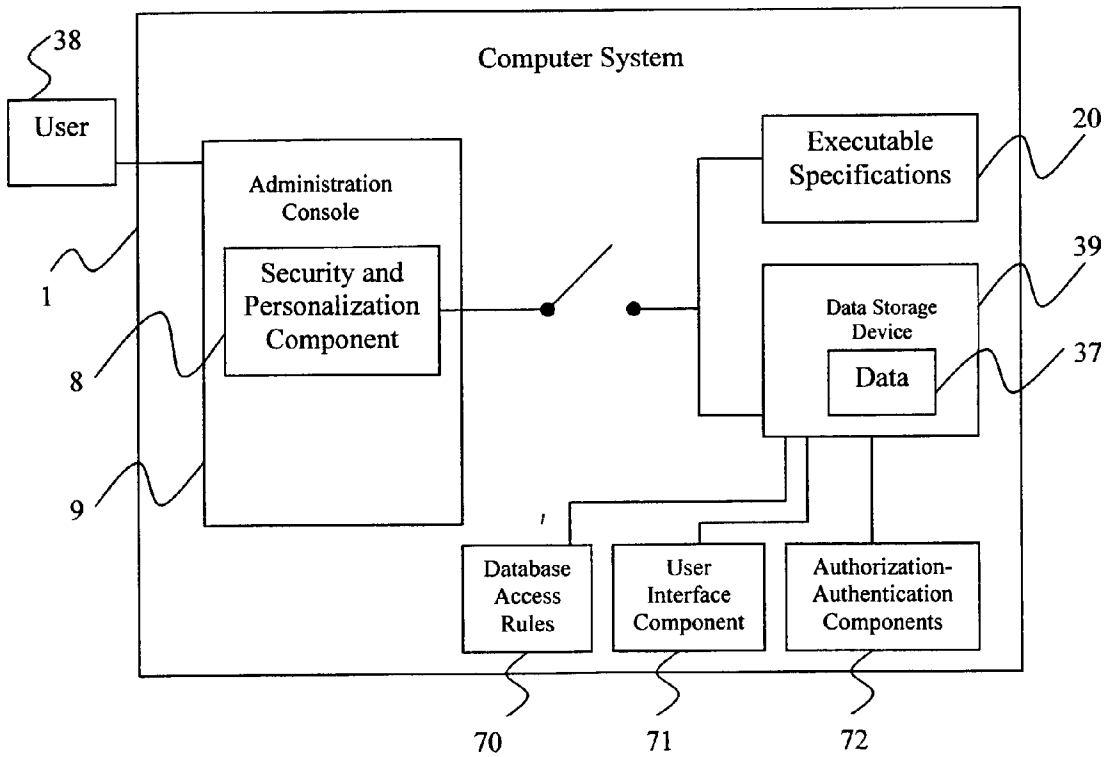 38
Computer System
User
Executable
Specifications
20
Administration
Console
Security and
Personalization
Component
39
1
Data Storage
Device
37
Data
8
9
Database
Access
Rules
User
Interface
Component
Authorization-
Authentication
Components
70
71
72